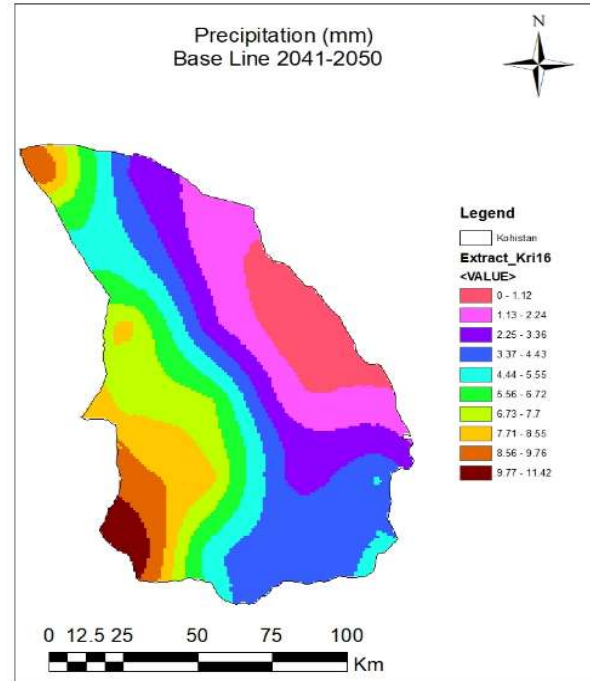 Precipitation (mm)
Base Line 2041-2050
N
Legend
Kohistan
Extract_Kri16
<VALUE>
0 - 1.12
1.13 - 2.24
2.25 - 3.36
3.37 - 4.43
4.44 - 5.55
5.56 - 6.72
6.73 - 7.7
7.71 - 8.55
8.56 - 9.76
9.77 - 11.42
0 12.5 25 50 75 100
Km